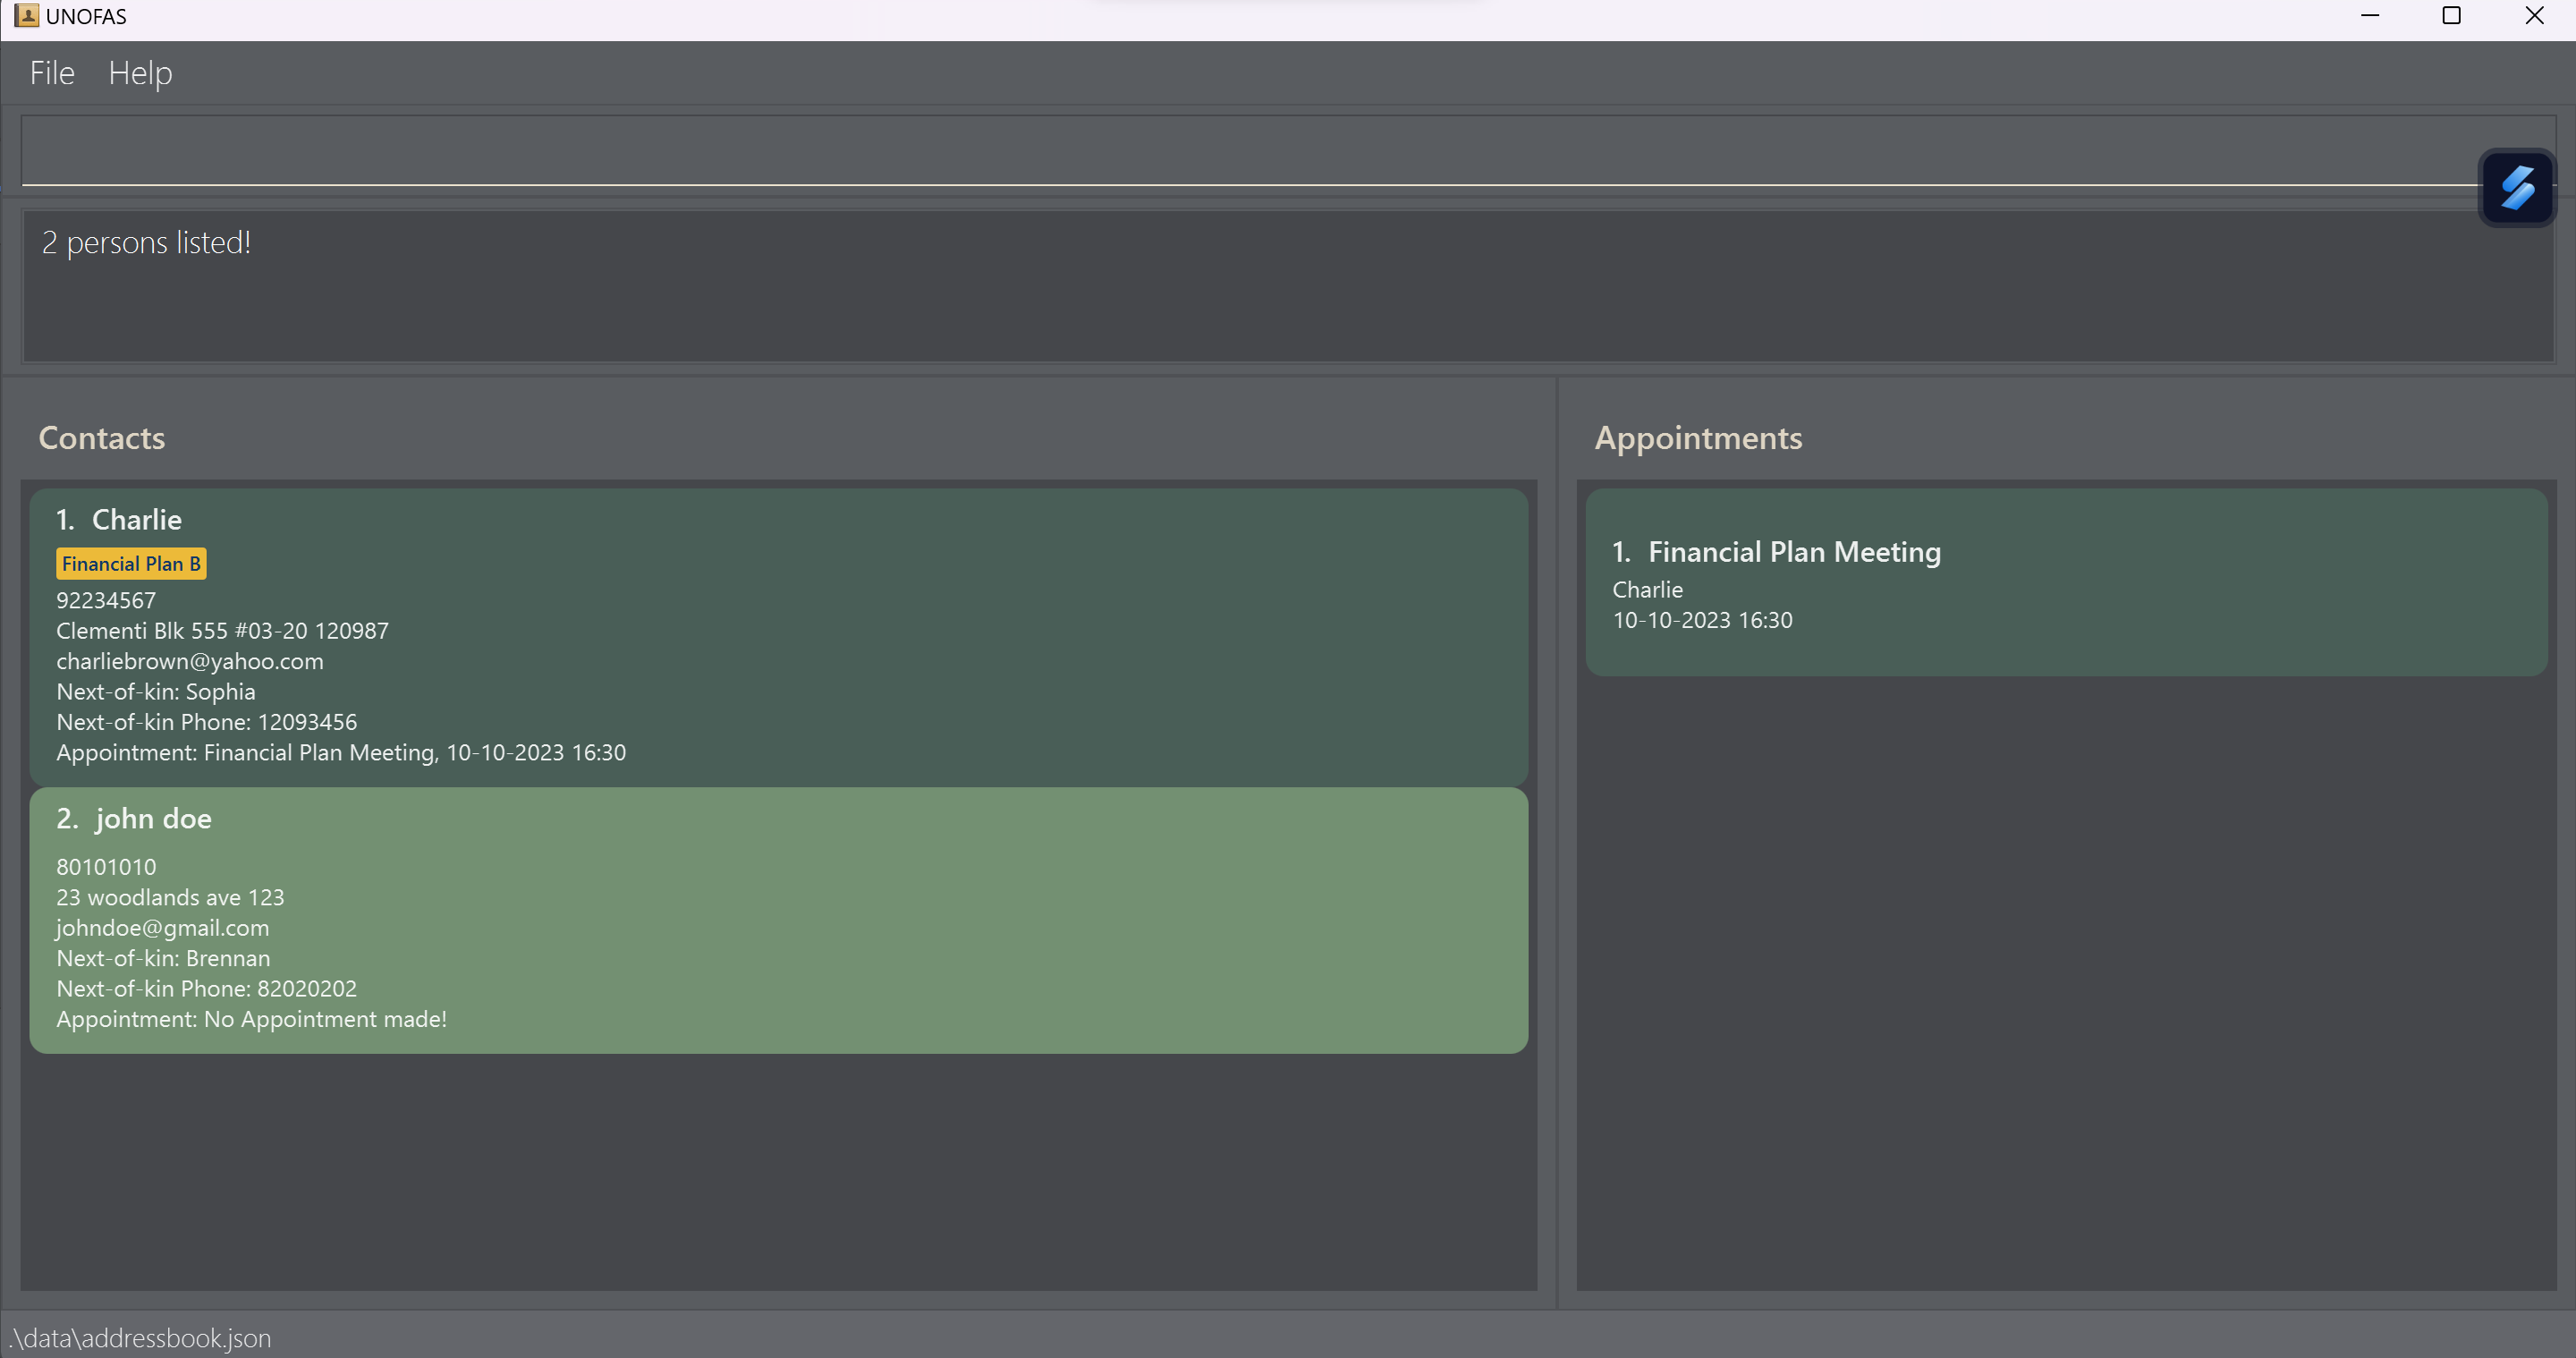 UNOFAS
File Help
2 persons listed!
Contacts
1. Charlie
Financial Plan B
92234567
Clementi Blk 555 #03-20 120987
charliebrown@yahoo.com
Next-of-kin: Sophia
Next-of-kin Phone: 12093456
Appointment: Financial Plan Meeting, 10-10-2023 16:30
2. john doe
80101010
23 woodlands ave 123
johndoe@gmail.com
Next-of-kin: Brennan
Next-of-kin Phone: 82020202
Appointment: No Appointment made!
Appointments
1. Financial Plan Meeting
Charlie
10-10-2023 16:30
.\data\addressbook.json